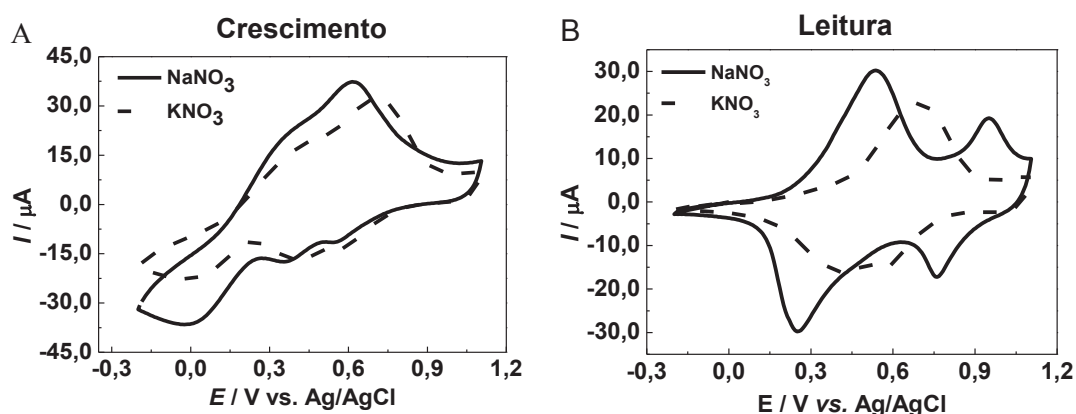 A
Crescimento
45,0
30,0
15,0
0,0
-15,0
-30,0
-45,0
I / μA
NaNO3
KNO3
-0,3 0,0 0,3 0,6 0,9 1,2
E / V vs. Ag/AgCl
B
Leitura
30,0
20,0
10,0
0,0
-10,0
-20,0
-30,0
I / μA
NaNO3
KNO3
-0,3 0,0 0,3 0,6 0,9 1,2
E / V vs. Ag/AgCl